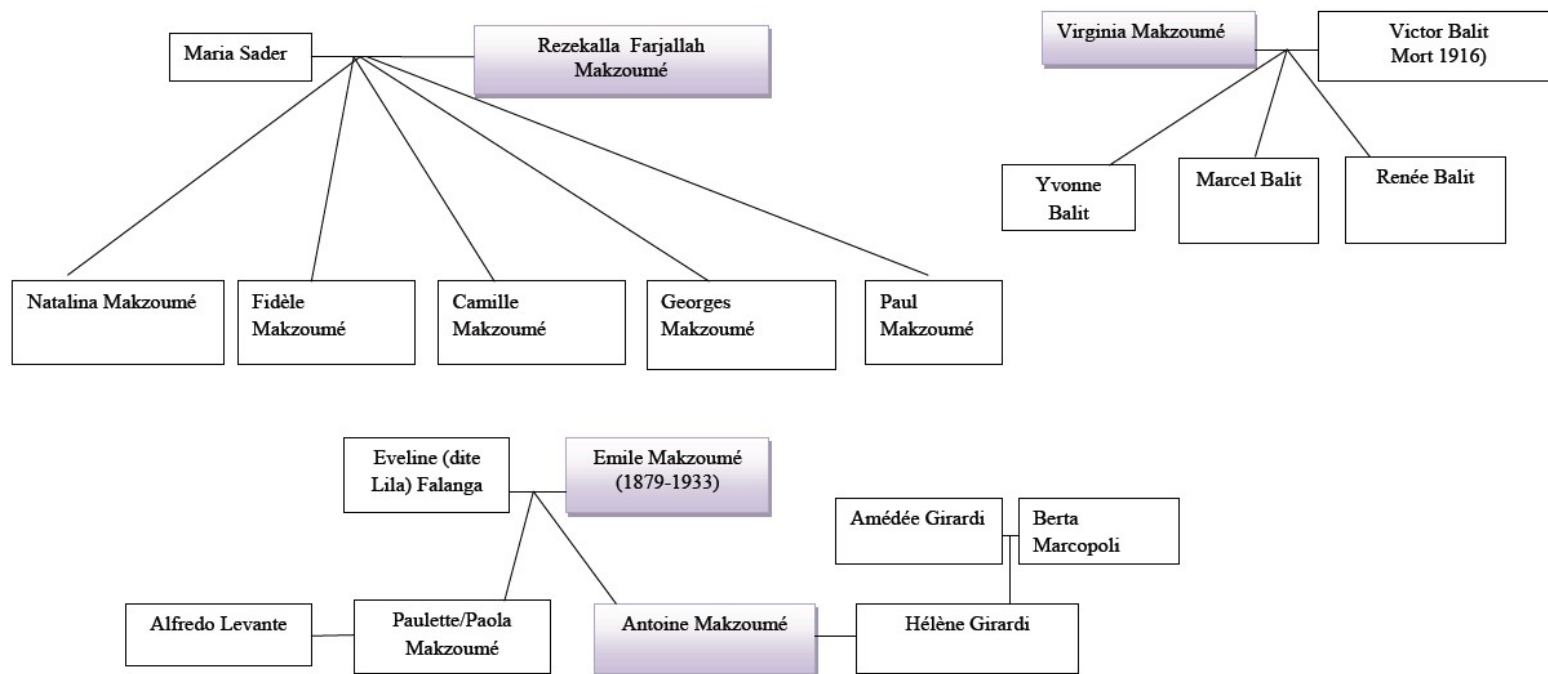 Maria Sader
Rezekalla Farjallah
Makzoumé
Virginia Makzoumé
Victor Balit
Mort 1916)
Yvonne
Balit
Marcel Balit
Renée Balit
Natalina Makzoumé
Fidèle
Makzoumé
Camille
Makzoumé
Georges
Makzoumé
Paul
Makzoumé
Eveline (dite
Lila) Falanga
Emile Makzoumé
(1879-1933)
Amédée Girardi
Berta
Marcopoli
Alfredo Levante
Paulette/Paola
Makzoumé
Antoine Makzoumé
Hélène Girardi